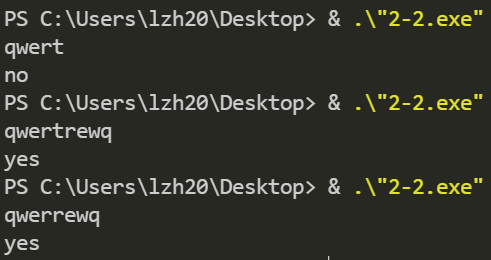 PS C:\Users\lzh20\Desktop> & .\"2-2.exe"
qwert
no
PS C:\Users\lzh20\Desktop> & .\"2-2.exe"
qwertrewq
yes
PS C:\Users\lzh20\Desktop> & .\"2-2.exe"
qwerrewq
yes